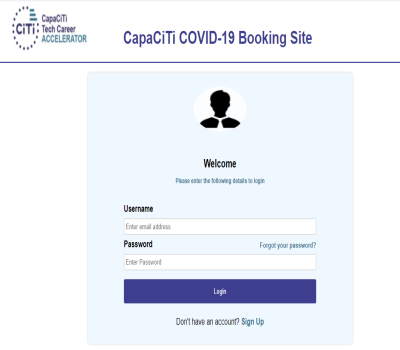 CiTi
CapaCiTi
Tech Career
ACCELERATOR
CapaCiTi COVID-19 Booking Site
Welcome
Please enter the following details to login
Username
Enter email address
Password
Forgot your password?
Enter Password
Login
Don't have an account? Sign Up